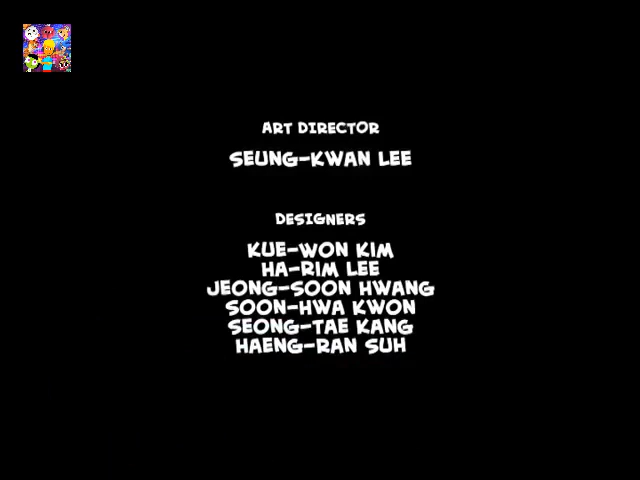 ART DIRECTOR
SEUNG-KWAN LEE
DESIGNERS
KUE-WON KIM
HA-RIM LEE
JEONG-SOON HWANG
SOON-HWA KWON
SEONG-TAE KANG
HAENG-RAN SUH